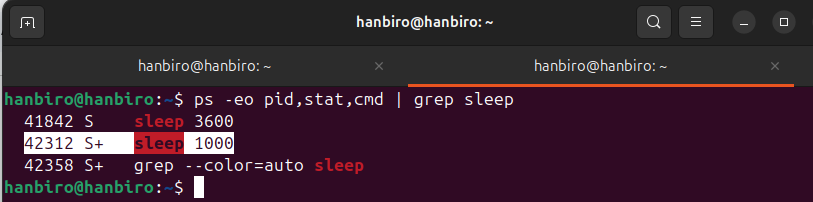 hanbiro@hanbiro: ~
hanbiro@hanbiro: ~ × hanbiro@hanbiro: ~ ×
hanbiro@hanbiro:~$ ps -eo pid,stat,cmd | grep sleep
41842 S    sleep 3600
42312 S+   sleep 1000
42358 S+   grep --color=auto sleep
hanbiro@hanbiro:~$